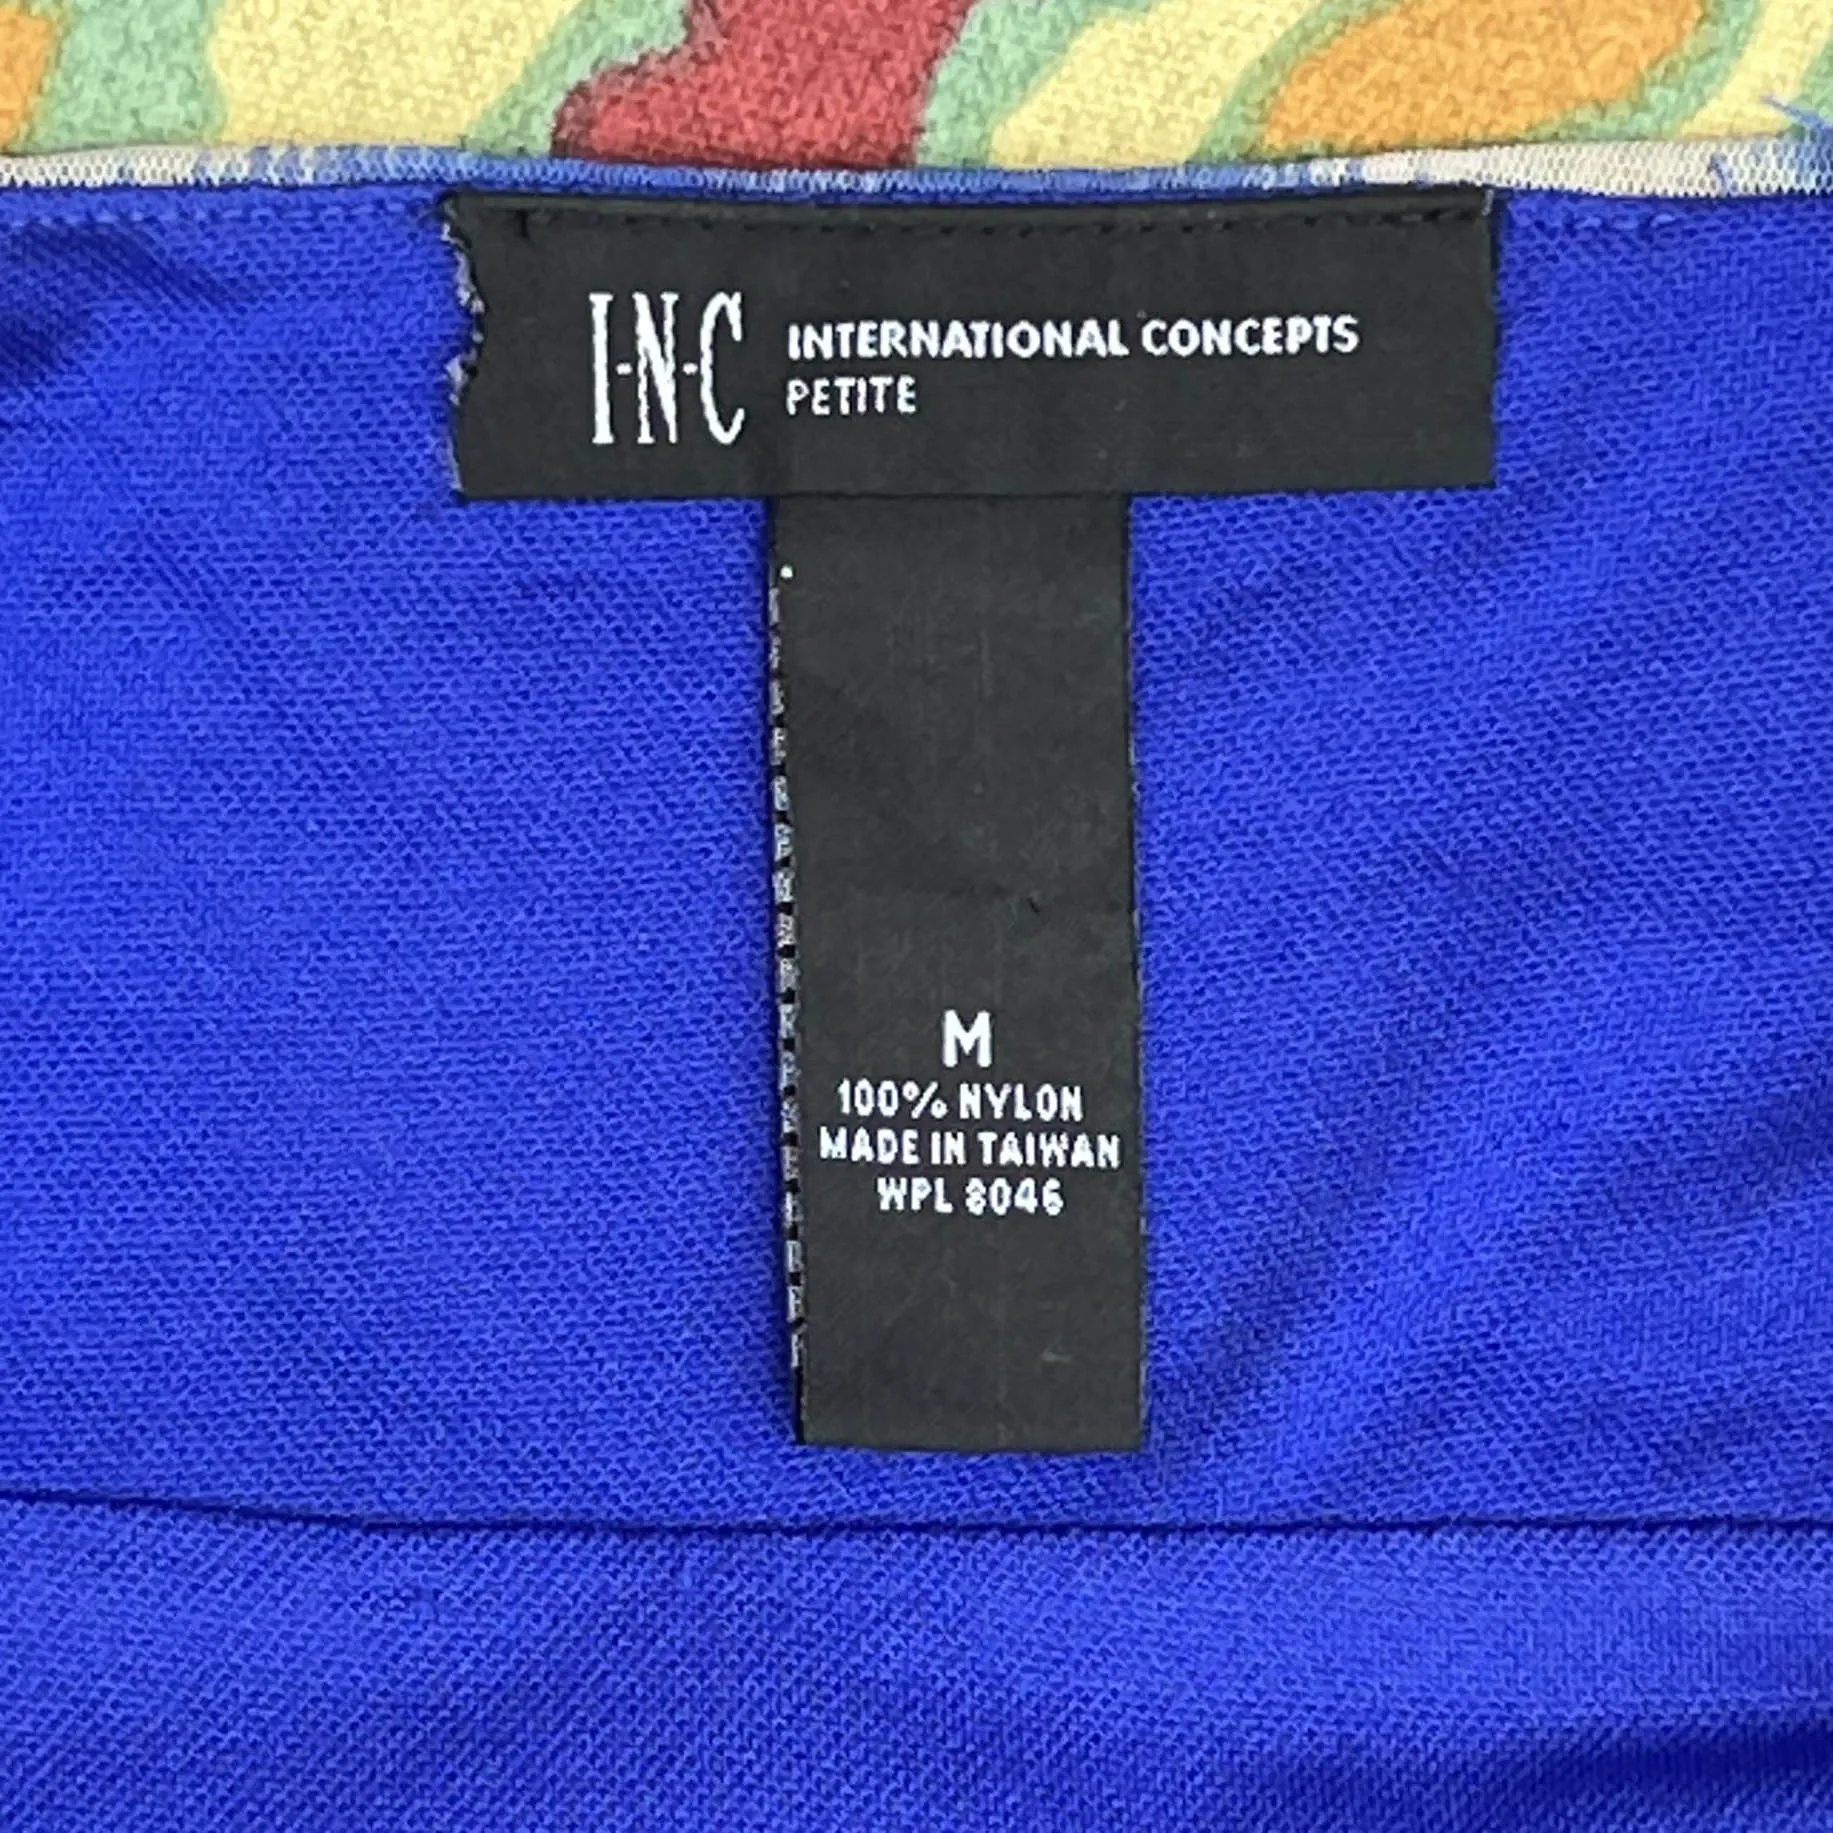 I·N·C INTERNATIONAL CONCEPTS
PETITE
M
100% NYLON
MADE IN TAIWAN
WPL 8046